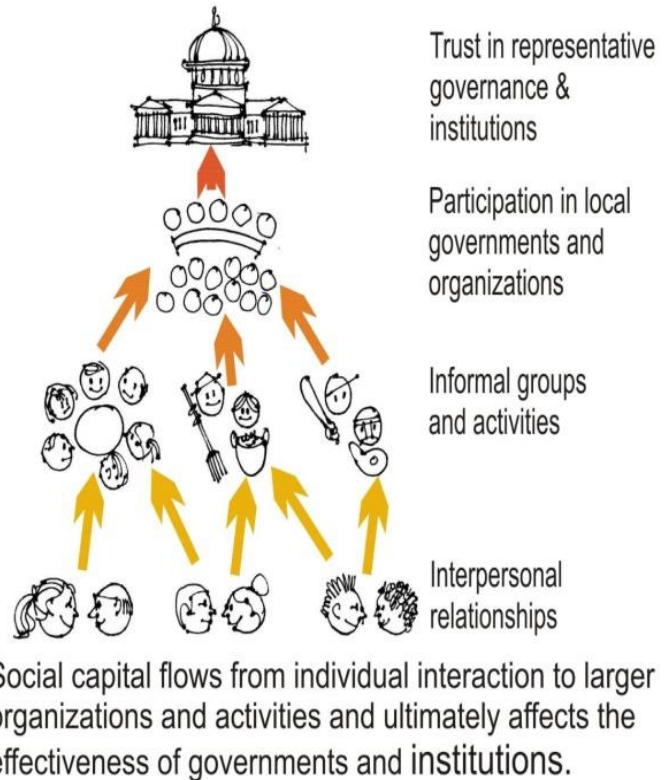 Trust in representative
governance &
institutions
Participation in local
governments and
organizations
Informal groups
and activities
Interpersonal
relationships
Social capital flows from individual interaction to larger
organizations and activities and ultimately affects the
effectiveness of governments and institutions.